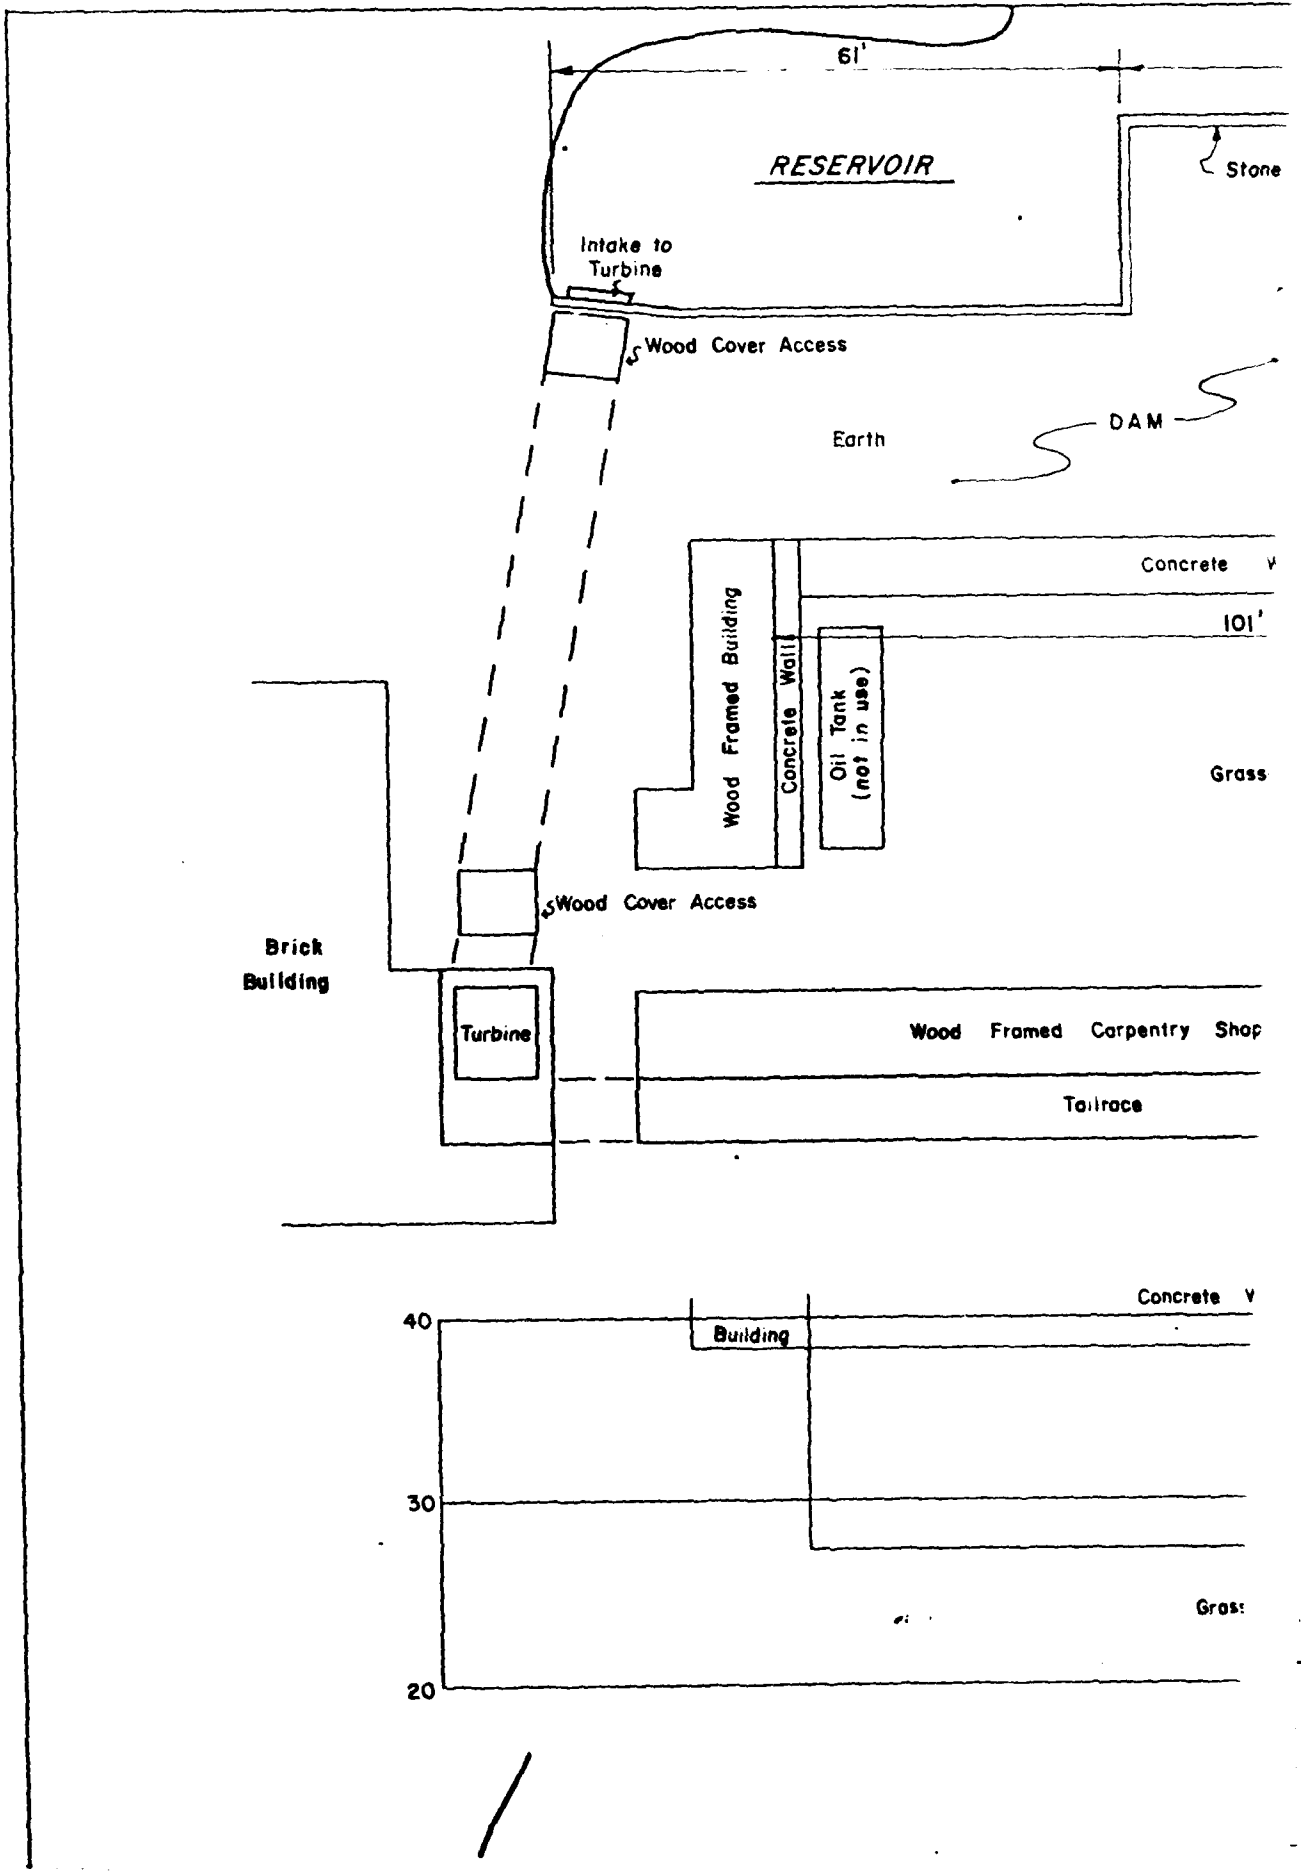 61'
RESERVOIR
Stone
Intake to
Turbine
Wood Cover Access
DAM
Earth
Concrete
101'
Wood Framed Building
Concrete Wall
Oil Tank
(not in use)
Grass
Wood Cover Access
Brick
Building
Turbine
Wood Framed Carpentry Shop
Tailrace
Concrete
40
Building
30
Grass
20